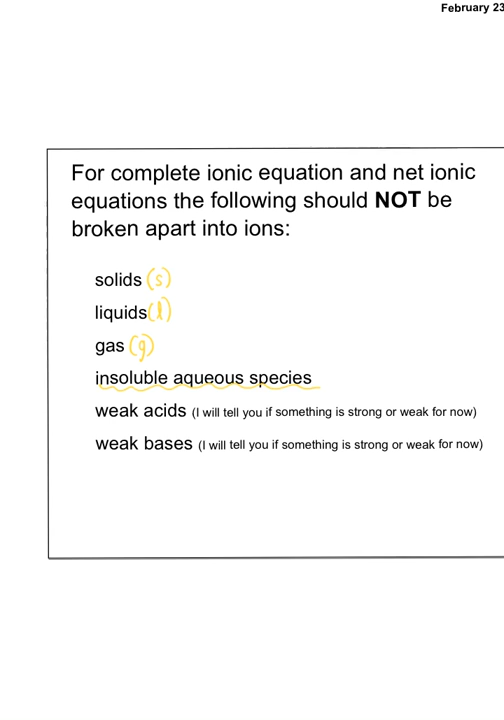 February 23
For complete ionic equation and net ionic
equations the following should NOT be
broken apart into ions:
solids (s)
liquids (l)
gas (g)
insoluble aqueous species
weak acids (I will tell you if something is strong or weak for now)
weak bases (I will tell you if something is strong or weak for now)